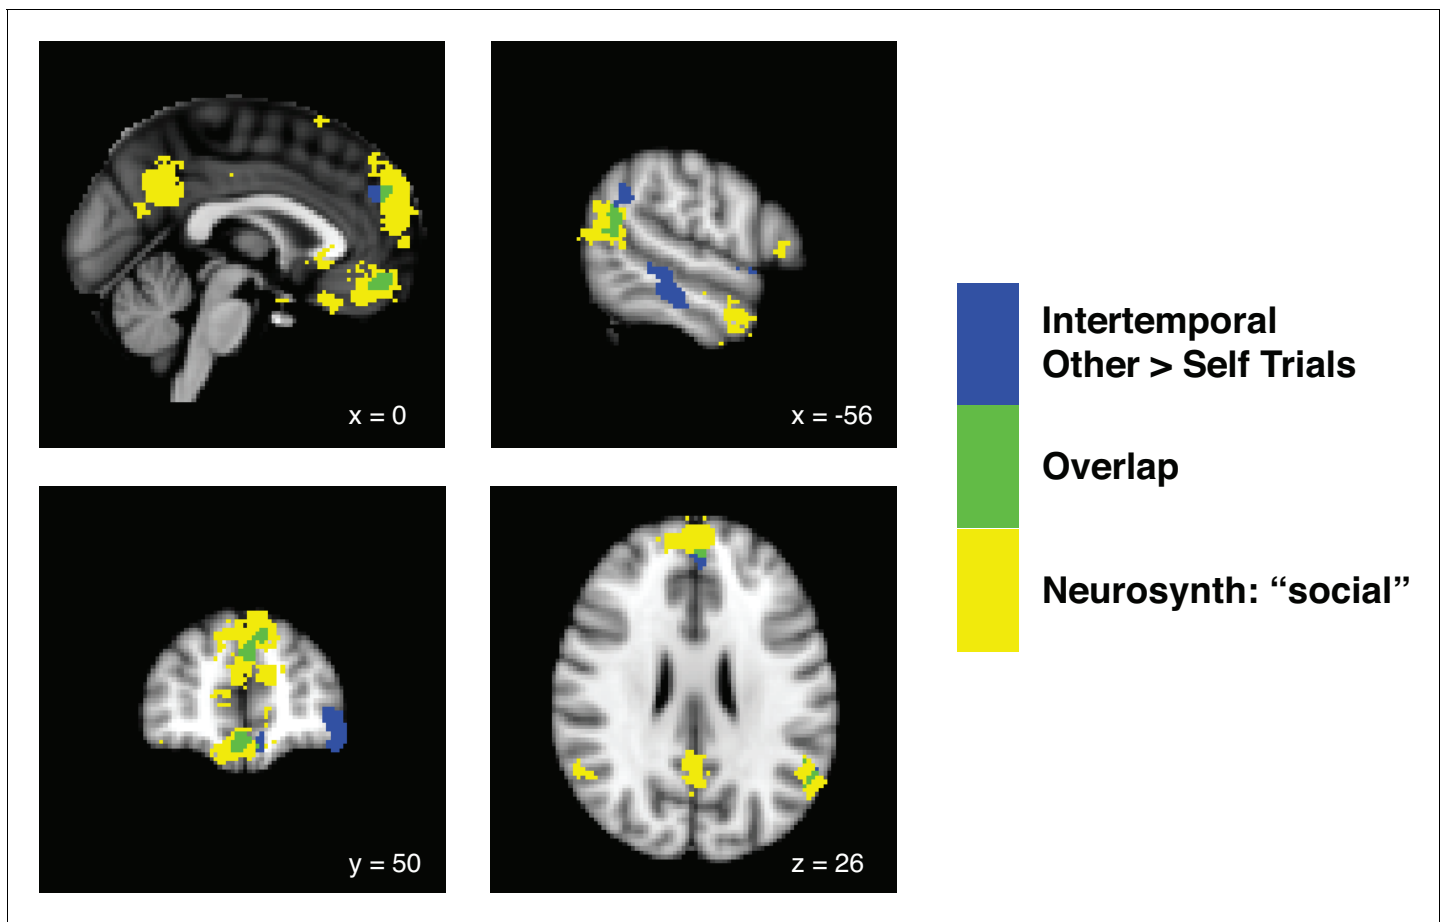 x = 0
x = -56
y = 50
z = 26
Intertemporal
Other > Self Trials
Overlap
Neurosynth: “social”